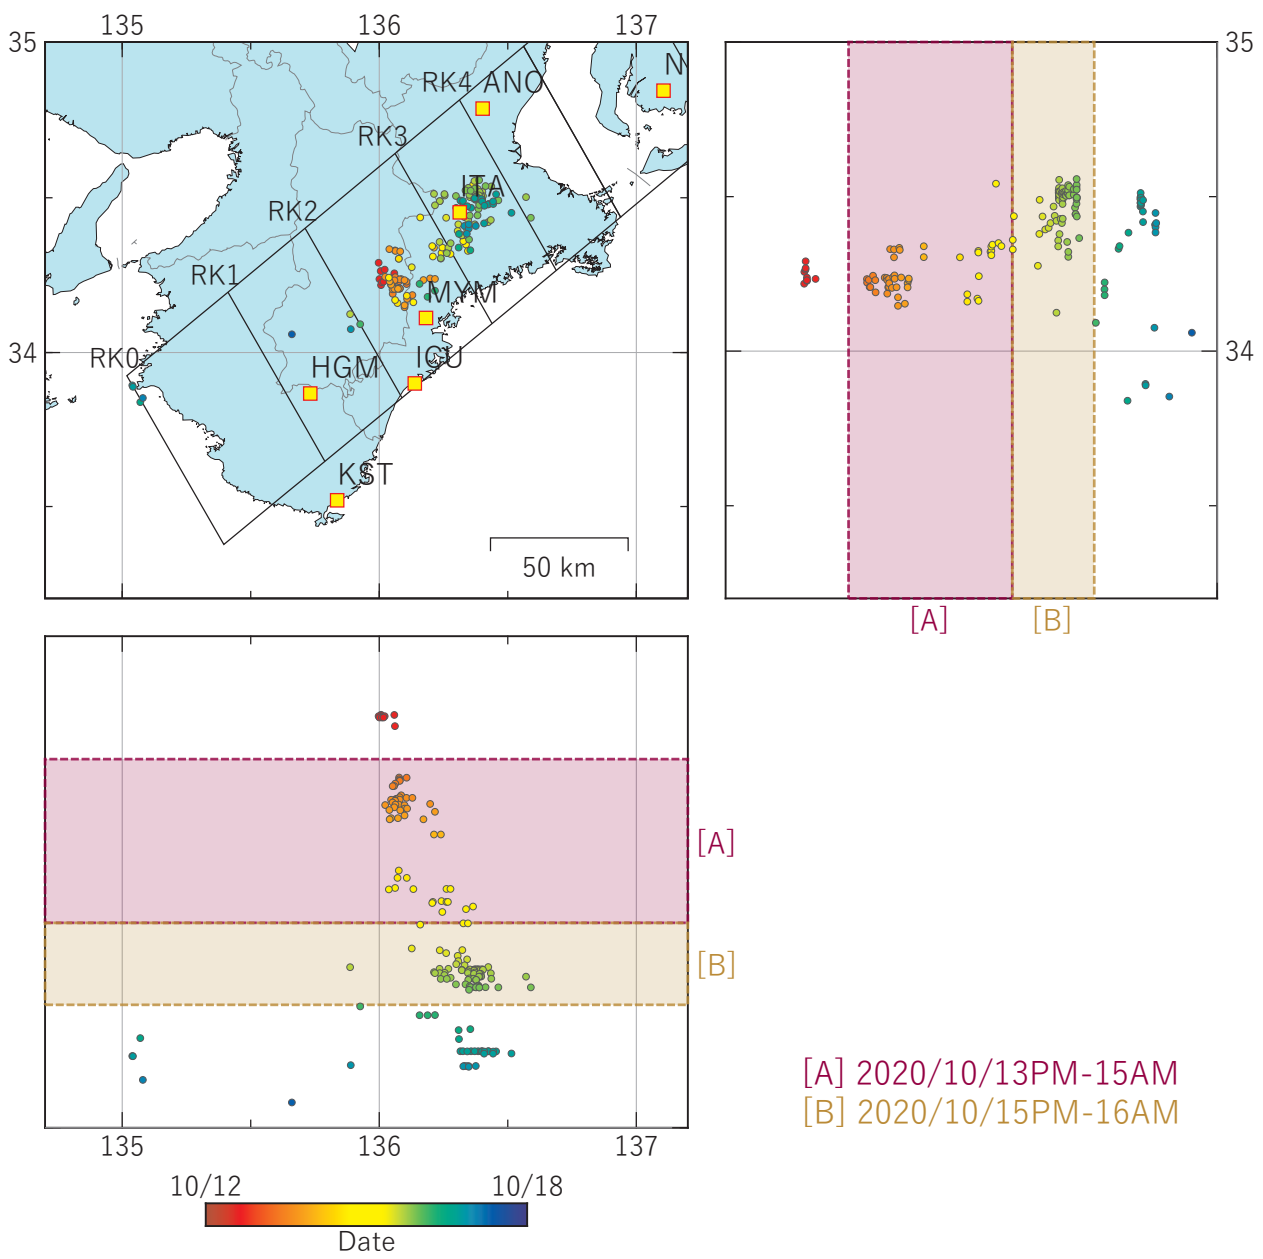 135 136 137
35
RK4 ANO N
35
RK3
ITA
RK2
RK1
MYM
34
RK0
HGM
ICU
34
KST
50 km
[A] [B]
[A]
[B]
[A] 2020/10/13PM-15AM
[B] 2020/10/15PM-16AM
135 136 137
10/12 10/18
Date